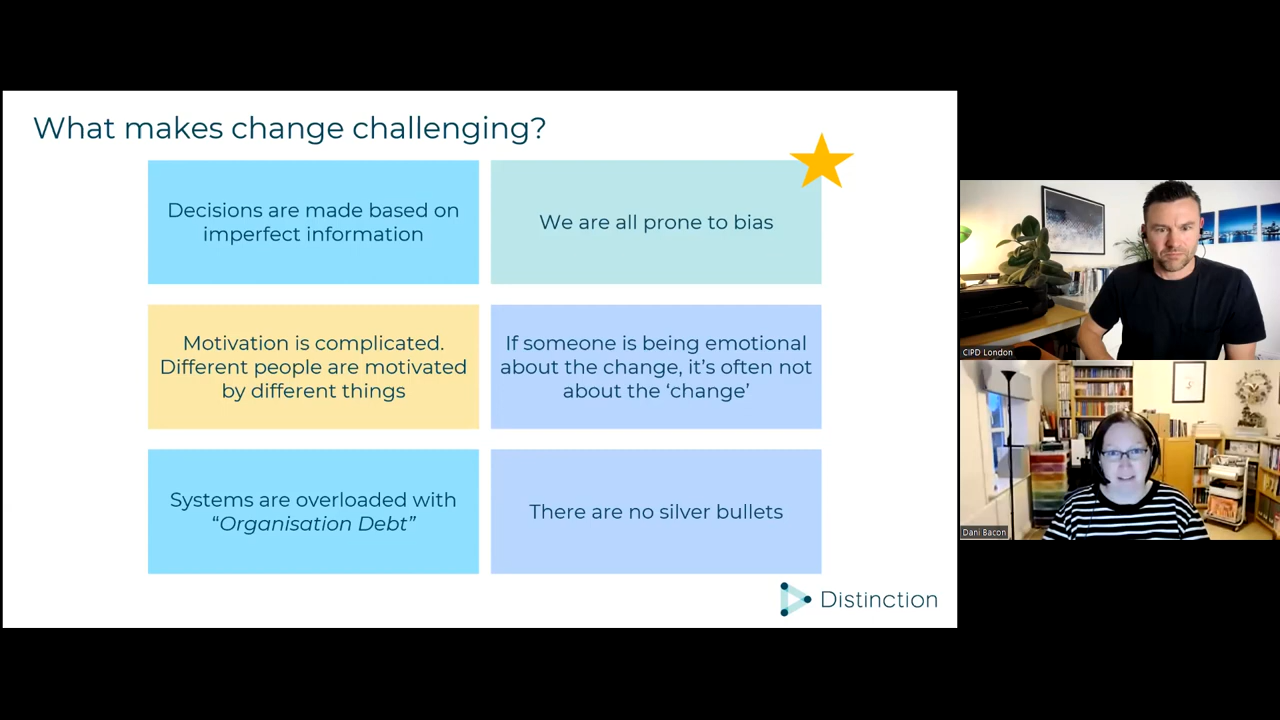 What makes change challenging?
Decisions are made based on
imperfect information
We are all prone to bias
Motivation is complicated.
Different people are motivated
by different things
If someone is being emotional
about the change, it’s often not
about the ‘change’
Systems are overloaded with
“Organisation Debt”
There are no silver bullets
Distinction
CIPD London
Dani Bacon